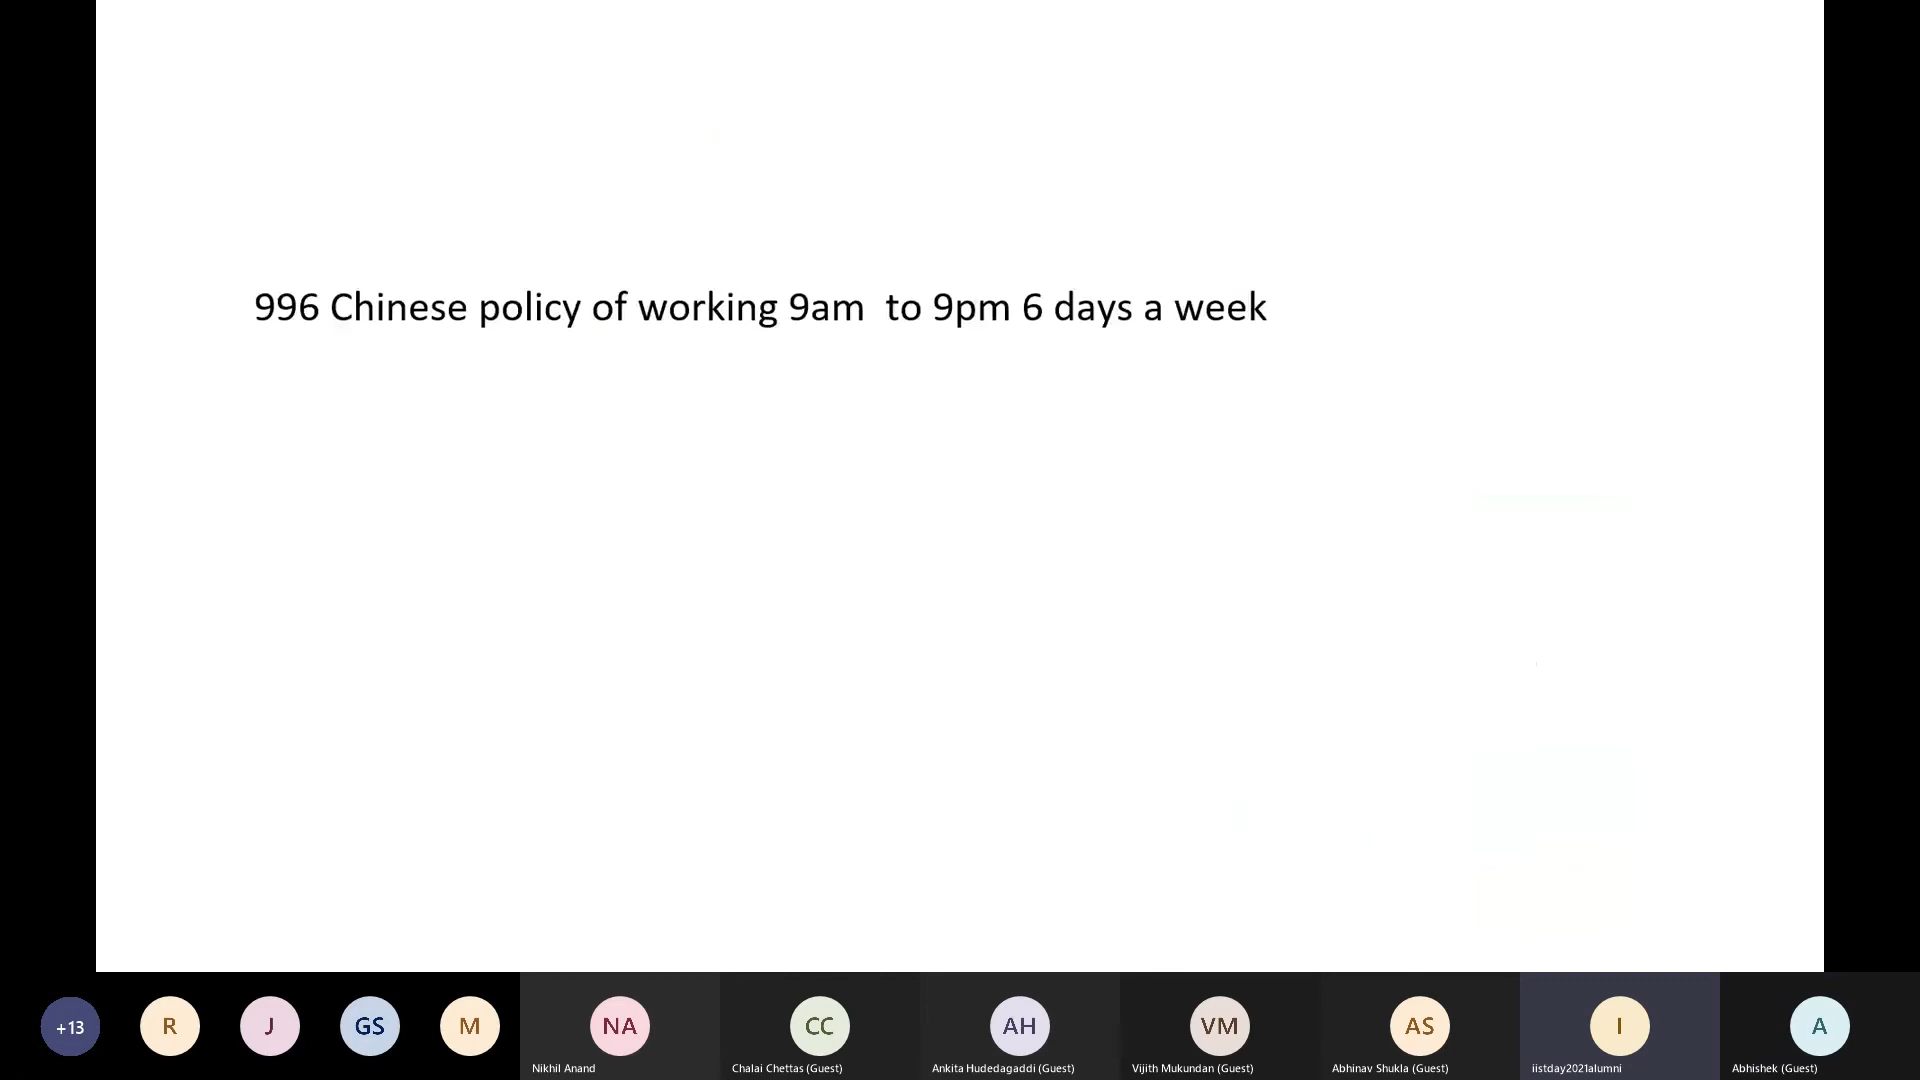 996 Chinese policy of working 9am  to 9pm 6 days a week
+13
R
J
GS
M
NA
CC
AH
VM
AS
I
A
Nikhil Anand
Chalai Chettas (Guest)
Ankita Hudedagaddi (Guest)
Vijith Mukundan (Guest)
Abhinav Shukla (Guest)
iistday2021alumni
Abhishek (Guest)